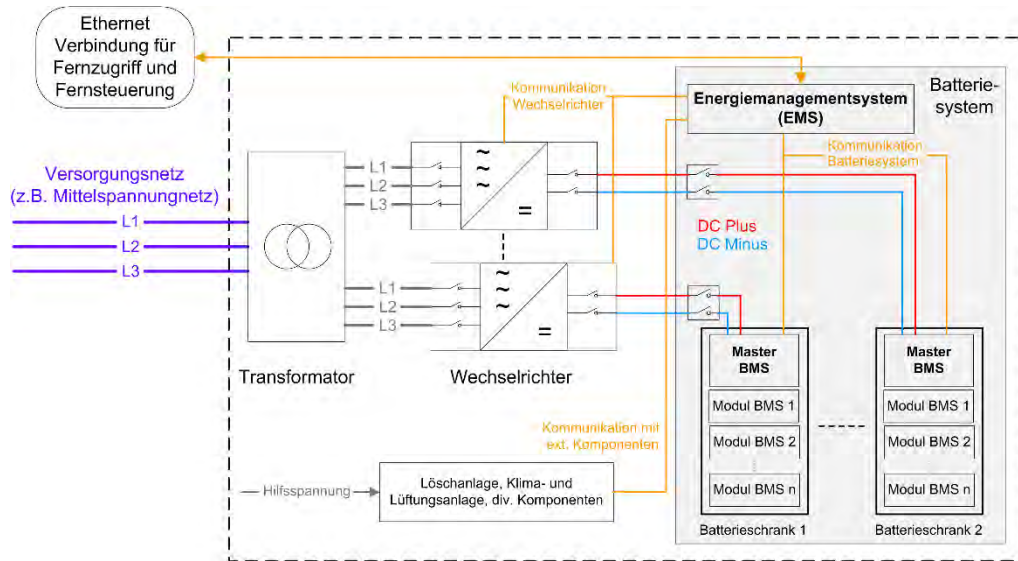 Ethernet
Verbindung für
Fernzugriff und
Fernsteuerung
Batterie-
system
Kommunikation
Wechselrichter
Energiemanagementsystem
(EMS)
Kommunikation
Batteriesystem
Versorgungsnetz
(z.B. Mittelspannungnetz)
L1
L2
L3
L1
L2
L3
~
~
~
=
DC Plus
DC Minus
L1
L2
L3
~
~
~
=
Transformator
Wechselrichter
Master
BMS
Modul BMS 1
Modul BMS 2
Modul BMS n
Batterieschrank 1
Master
BMS
Modul BMS 1
Modul BMS 2
Modul BMS n
Batterieschrank 2
Kommunikation mit
ext. Komponenten
Hilfsspannung
Löschanlage, Klima- und
Lüftungsanlage, div. Komponenten